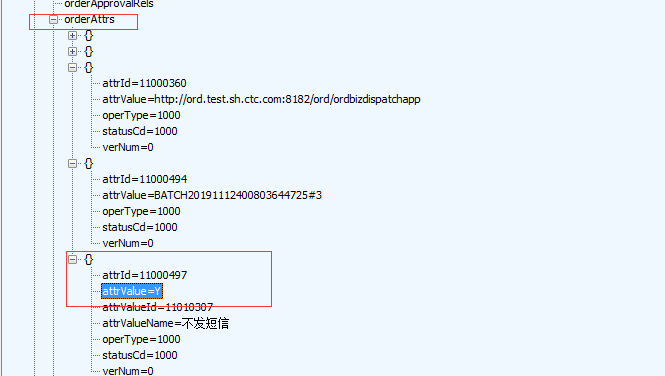 orderApprovalRels
orderAttrs
{}
{}
{}
attrId=11000360
attrValue=http://ord.test.sh.ctc.com:8182/ord/ordbizdispatchapp
operType=1000
statusCd=1000
verNum=0
{}
attrId=11000494
attrValue=BATCH20191112400803644725#3
operType=1000
statusCd=1000
verNum=0
{}
attrId=11000497
attrValue=Y
attrValueId=11010307
attrValueName=不发短信
operType=1000
statusCd=1000
verNum=0